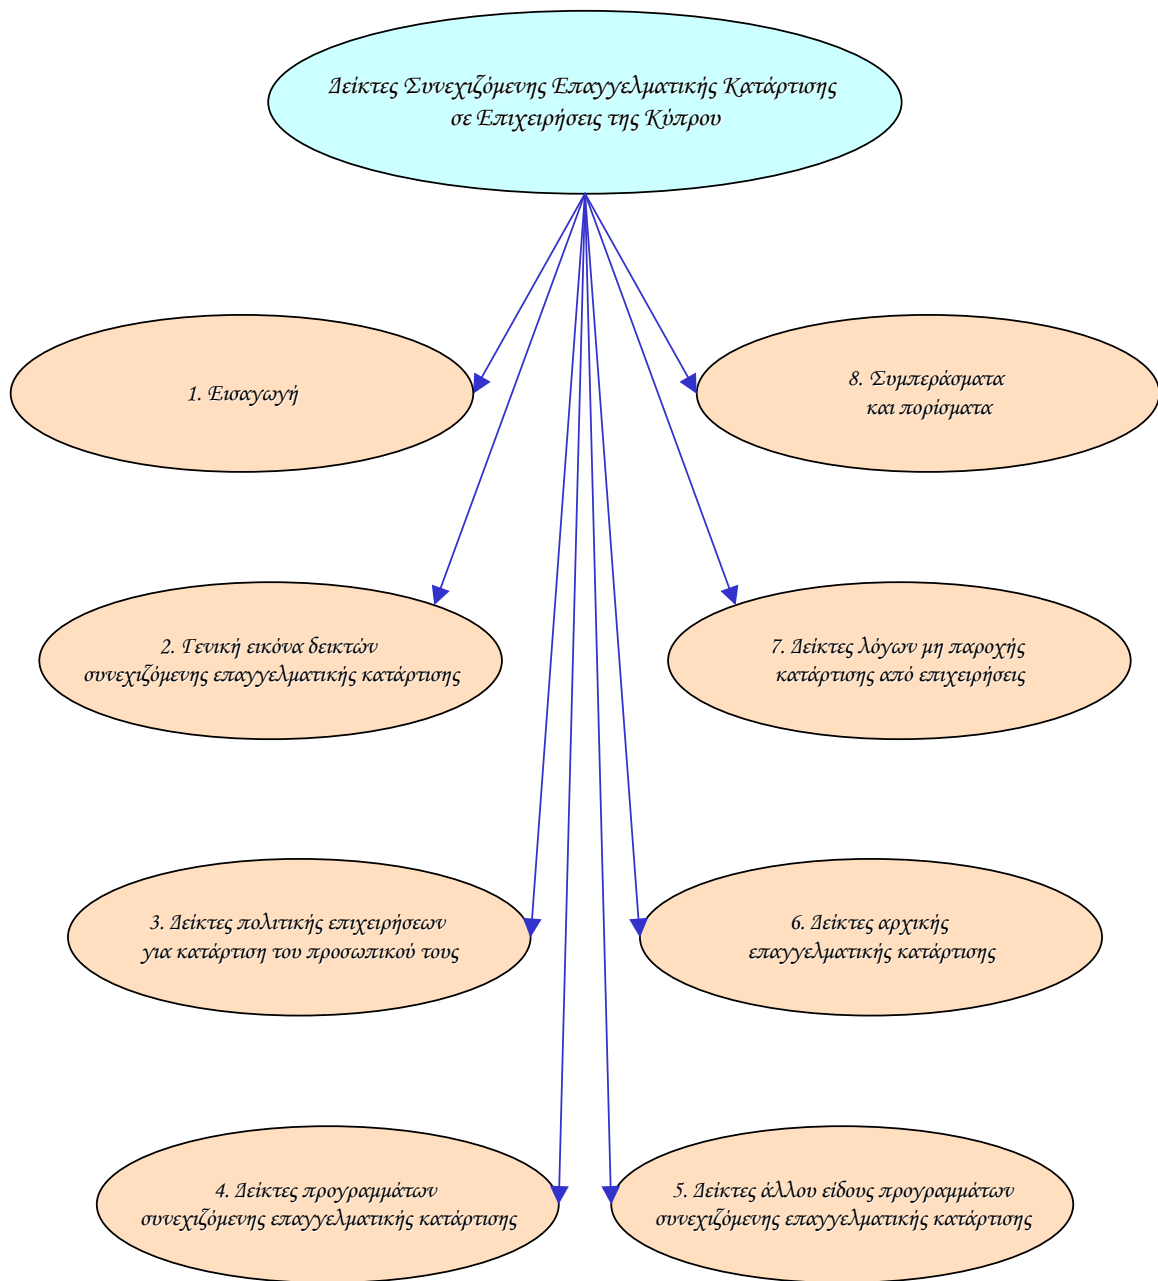 Δείκτες Συνεχιζόμενης Επαγγελματικής Κατάρτισης
σε Επιχειρήσεις της Κύπρου
1. Εισαγωγή
8. Συμπεράσματα
και πορίσματα
2. Γενική εικόνα δεικτών
συνεχιζόμενης επαγγελματικής κατάρτισης
7. Δείκτες λόγων μη παροχής
κατάρτισης από επιχειρήσεις
3. Δείκτες πολιτικής επιχειρήσεων
για κατάρτιση του προσωπικού τους
6. Δείκτες αρχικής
επαγγελματικής κατάρτισης
4. Δείκτες προγραμμάτων
συνεχιζόμενης επαγγελματικής κατάρτισης
5. Δείκτες άλλου είδους προγραμμάτων
συνεχιζόμενης επαγγελματικής κατάρτισης